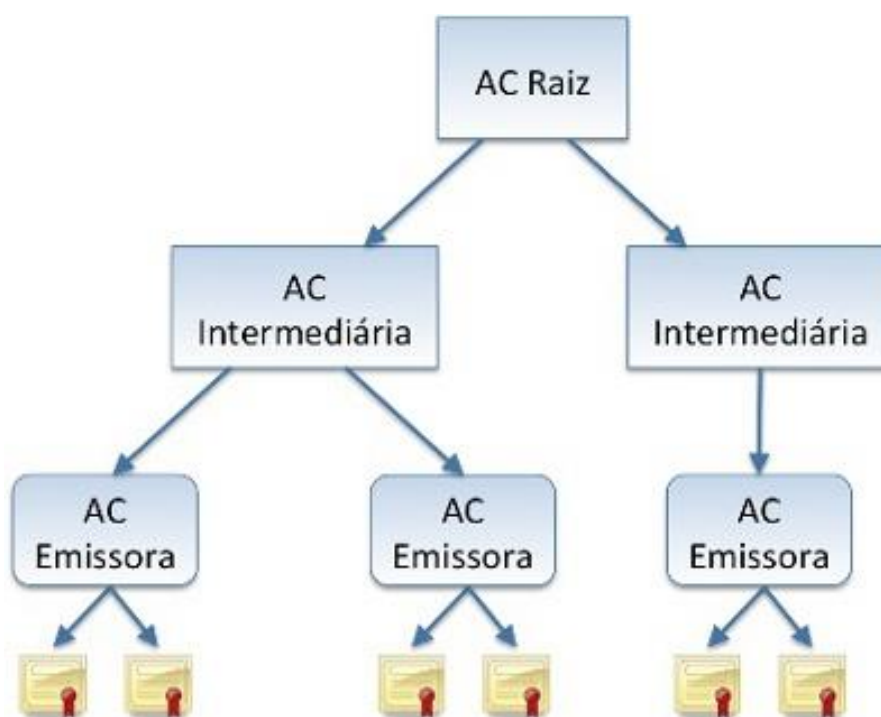 AC Raiz
AC
Intermediária
AC
Intermediária
AC
Emissora
AC
Emissora
AC
Emissora